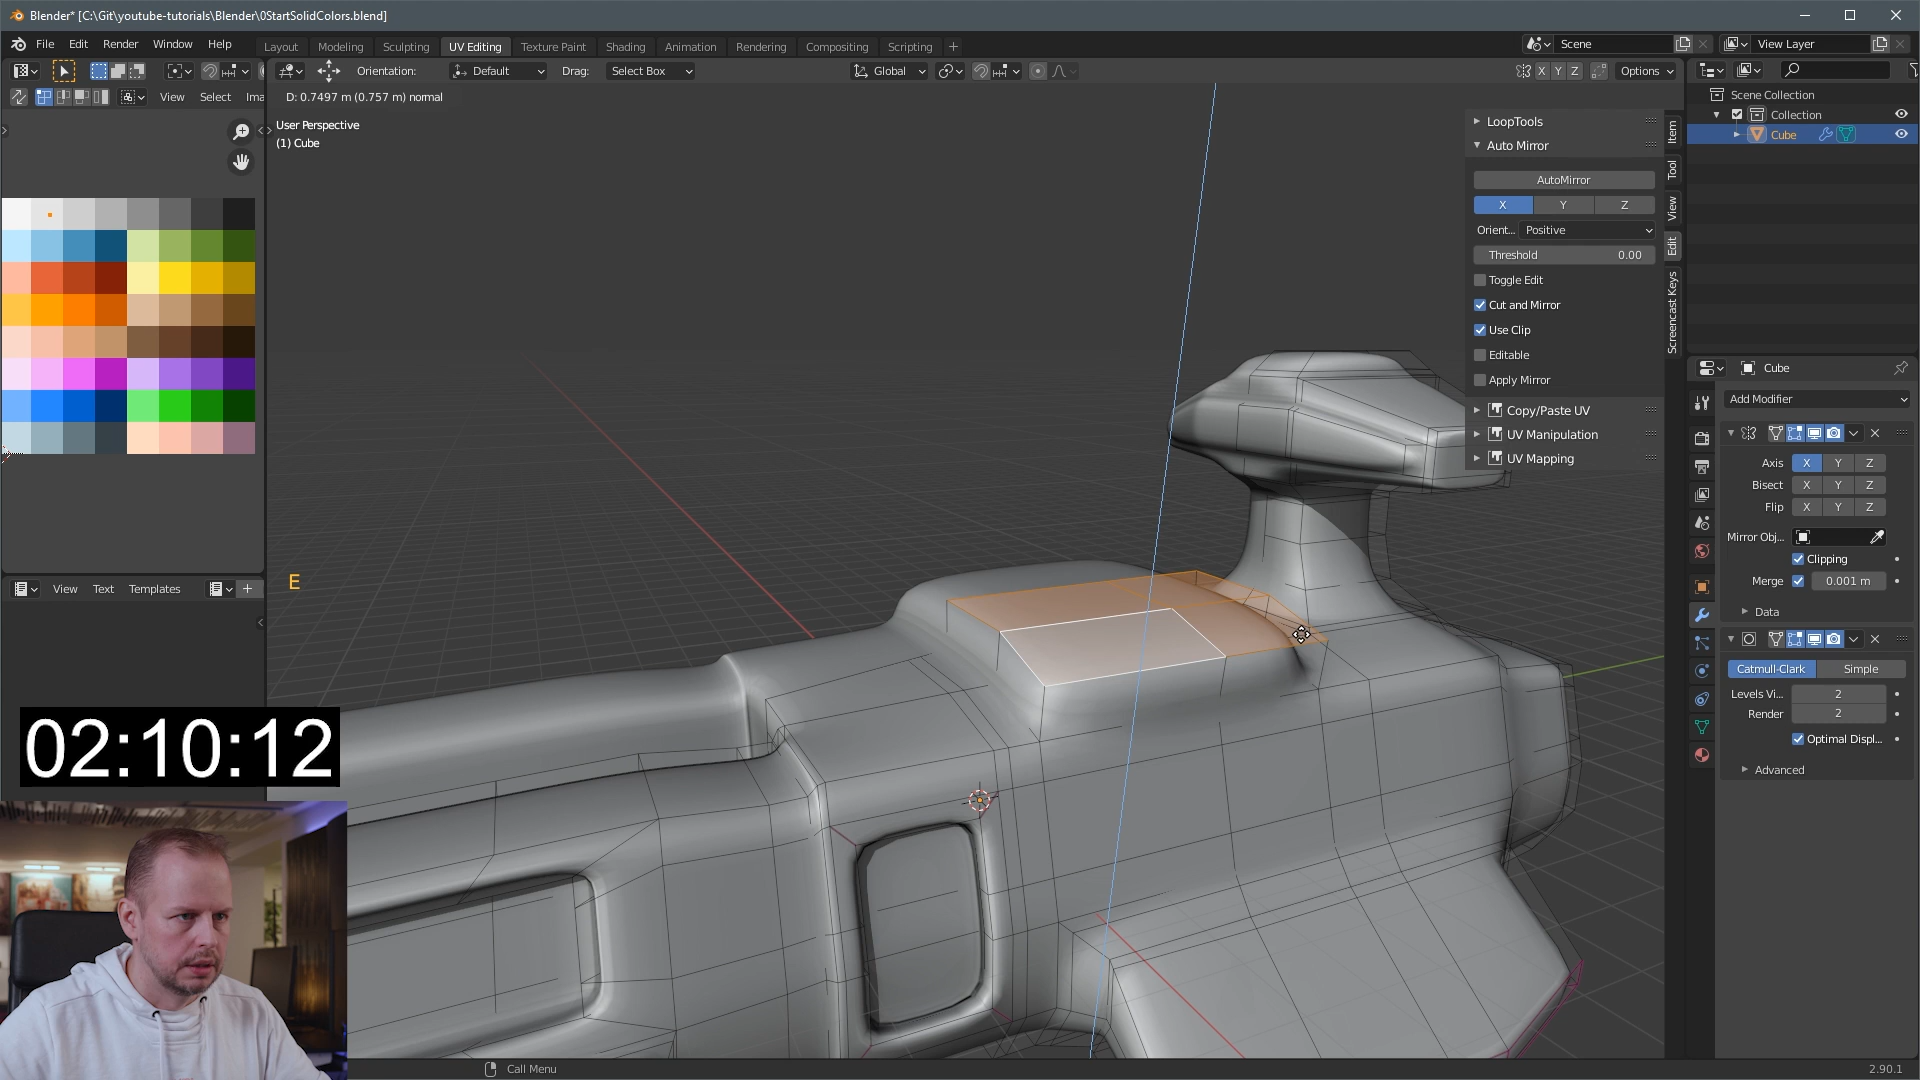 Blender* [C:\Git\youtube-tutorials\Blender\0StartSolidColors.blend]
File Edit Render Window Help
Layout Modeling Sculpting UV Editing Texture Paint Shading Animation Rendering Compositing Scripting +
Scene
View Layer
Orientation: Default Drag: Select Box
Global
X Y Z
Options
View Select Ima
D: 0.7497 m (0.757 m) normal
User Perspective
(1) Cube
Scene Collection
Collection
Cube
LoopTools
Auto Mirror
AutoMirror
X Y Z
Orient... Positive
Threshold 0.00
Toggle Edit
Cut and Mirror
Use Clip
Editable
Apply Mirror
Copy/Paste UV
UV Manipulation
UV Mapping
Item
Tool
View
Edit
Screencast Keys
Cube
Add Modifier
Axis X Y Z
Bisect X Y Z
Flip X Y Z
Mirror Obj...
Clipping
Merge 0.001 m
Data
Catmull-Clark Simple
Levels Vi... 2
Render 2
Optimal Displ...
Advanced
View Text Templates
E
02:10:12
Call Menu
2.90.1